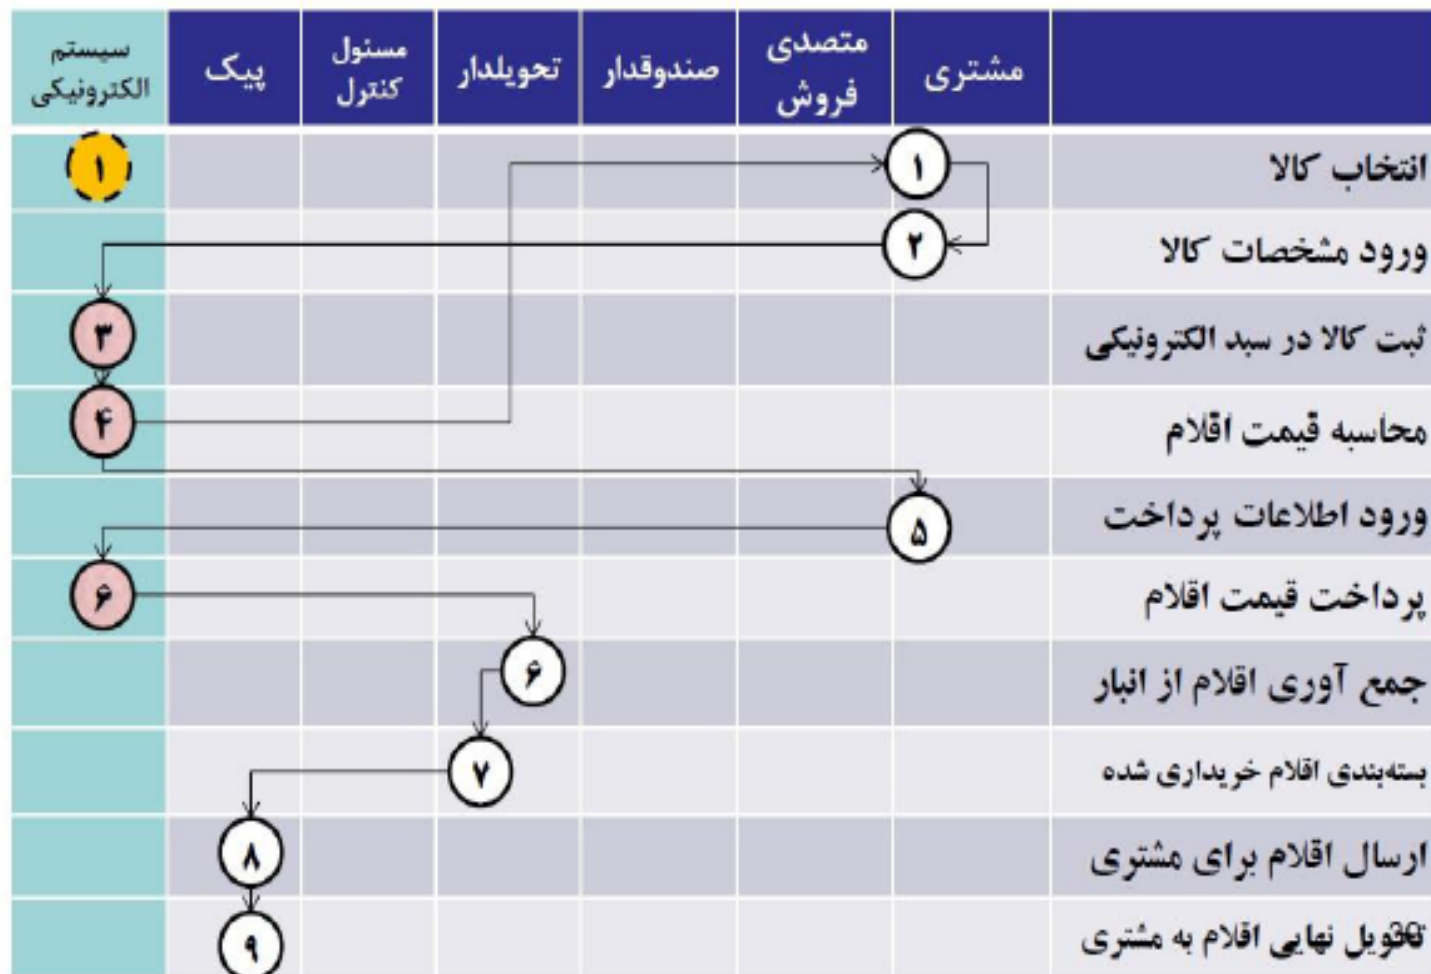 مشتری
متصدی
فروش
صندوقدار
تحویلدار
مسئول
کنترل
پیک
سیستم
الکترونیکی
انتخاب کالا
۱
۱
ورود مشخصات کالا
۲
ثبت کالا در سبد الکترونیکی
۳
محاسبه قیمت اقلام
۴
ورود اطلاعات پرداخت
۵
پرداخت قیمت اقلام
۶
جمع آوری اقلام از انبار
۶
بسته‌بندی اقلام خریداری شده
۷
ارسال اقلام برای مشتری
۸
تحویل نهایی اقلام به مشتری
۹